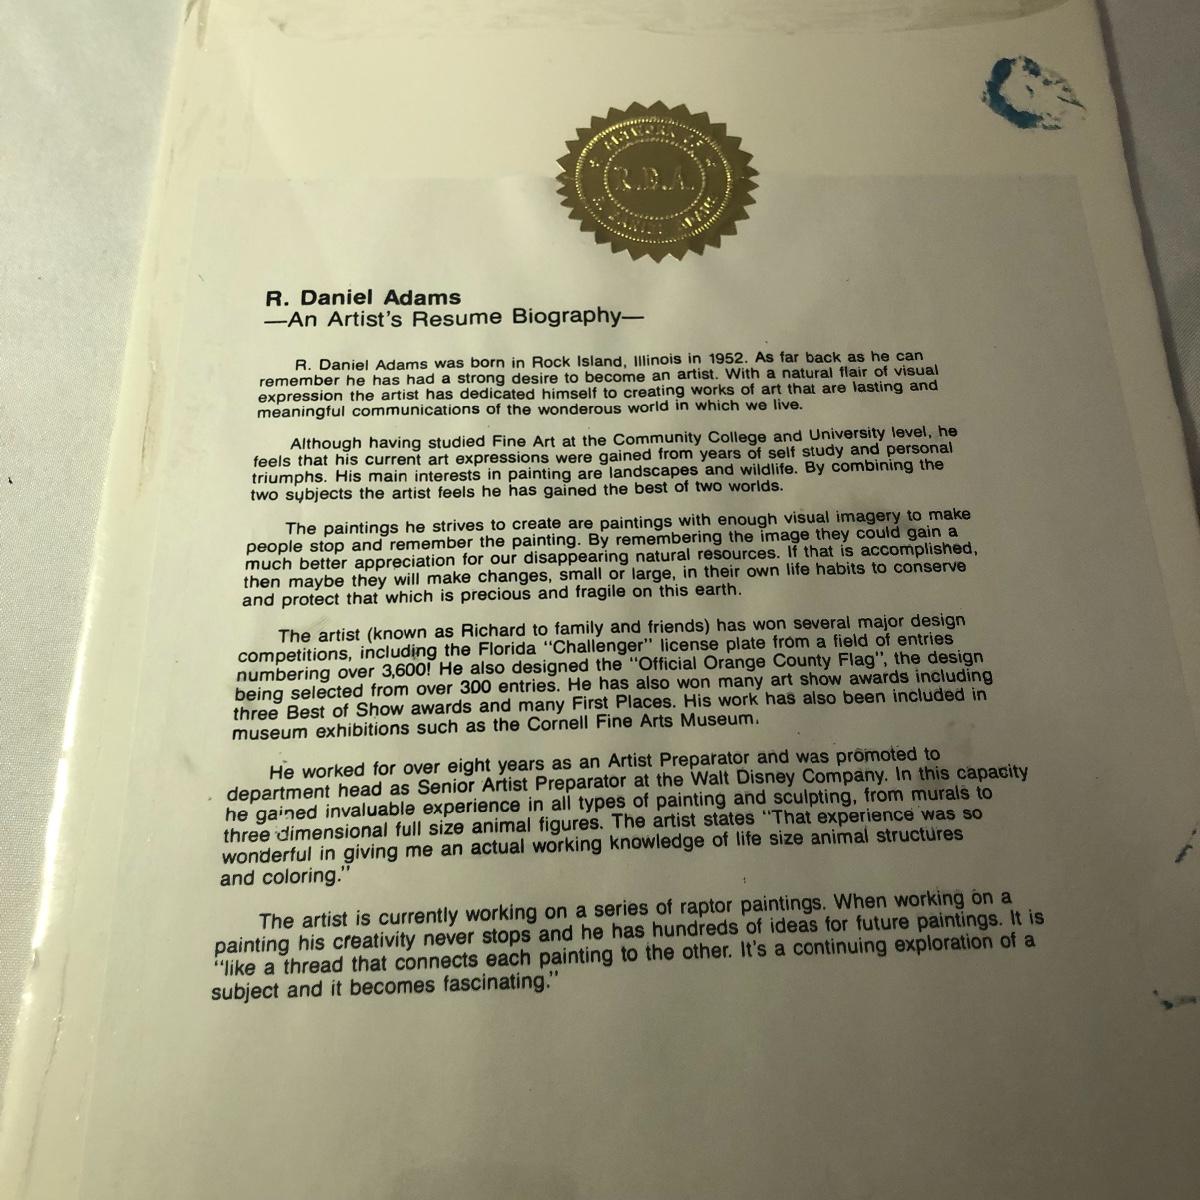 ARTWORK OF
R.D.A.
R. DANIEL ADAMS
R. Daniel Adams
—An Artist's Resume Biography—
R. Daniel Adams was born in Rock Island, Illinois in 1952. As far back as he can
remember he has had a strong desire to become an artist. With a natural flair of visual
expression the artist has dedicated himself to creating works of art that are lasting and
meaningful communications of the wonderous world in which we live.
Although having studied Fine Art at the Community College and University level, he
feels that his current art expressions were gained from years of self study and personal
triumphs. His main interests in painting are landscapes and wildlife. By combining the
two subjects the artist feels he has gained the best of two worlds.
The paintings he strives to create are paintings with enough visual imagery to make
people stop and remember the painting. By remembering the image they could gain a
much better appreciation for our disappearing natural resources. If that is accomplished,
then maybe they will make changes, small or large, in their own life habits to conserve
and protect that which is precious and fragile on this earth.
The artist (known as Richard to family and friends) has won several major design
competitions, including the Florida "Challenger" license plate from a field of entries
numbering over 3,600! He also designed the "Official Orange County Flag", the design
being selected from over 300 entries. He has also won many art show awards including
three Best of Show awards and many First Places. His work has also been included in
museum exhibitions such as the Cornell Fine Arts Museum.
He worked for over eight years as an Artist Preparator and was promoted to
department head as Senior Artist Preparator at the Walt Disney Company. In this capacity
he gained invaluable experience in all types of painting and sculpting, from murals to
three dimensional full size animal figures. The artist states "That experience was so
wonderful in giving me an actual working knowledge of life size animal structures
and coloring."
The artist is currently working on a series of raptor paintings. When working on a
painting his creativity never stops and he has hundreds of ideas for future paintings. It is
"like a thread that connects each painting to the other. It's a continuing exploration of a
subject and it becomes fascinating."